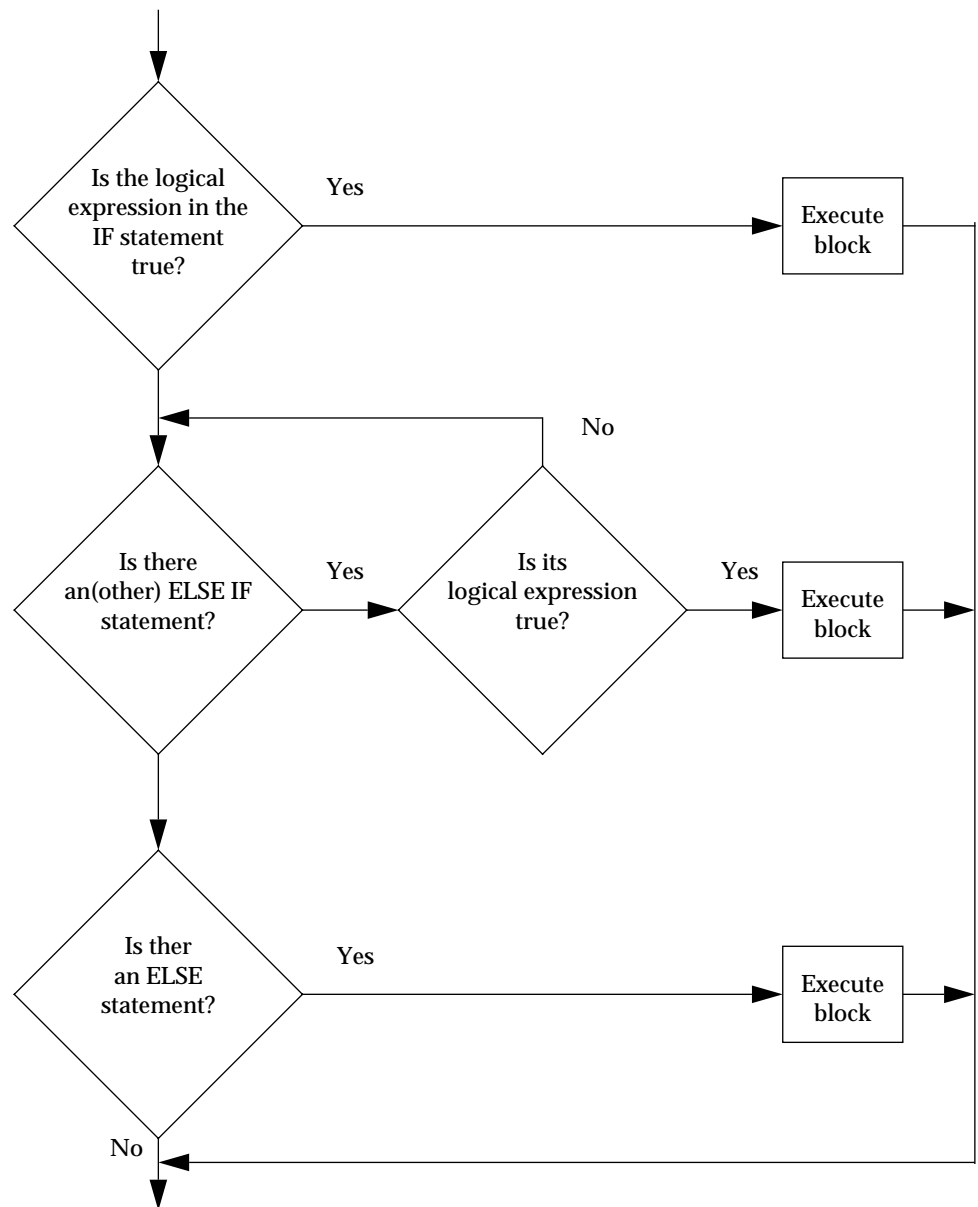 Is the logical
expression in the
IF statement
true?
Yes
Execute
block
No
Is there
an(other) ELSE IF
statement?
Yes
Is its
logical expression
true?
Yes
Execute
block
Is ther
an ELSE
statement?
Yes
Execute
block
No